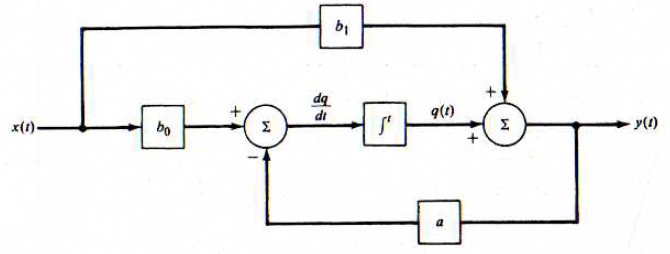 b₁
x(t)
b₀
+
Σ
−
dq
dt
∫ᵗ
q(t)
+
+
Σ
y(t)
a